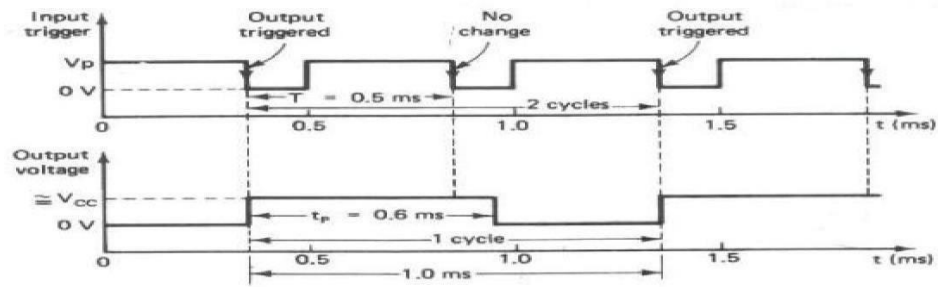 Input
trigger
Output
triggered
No
change
Output
triggered
Vp
0 V
T = 0.5 ms
2 cycles
0
0.5
1.0
1.5
t (ms)
Output
voltage
≅ VCC
0 V
tP = 0.6 ms
1 cycle
0
0.5
1.0
1.5
t (ms)
1.0 ms